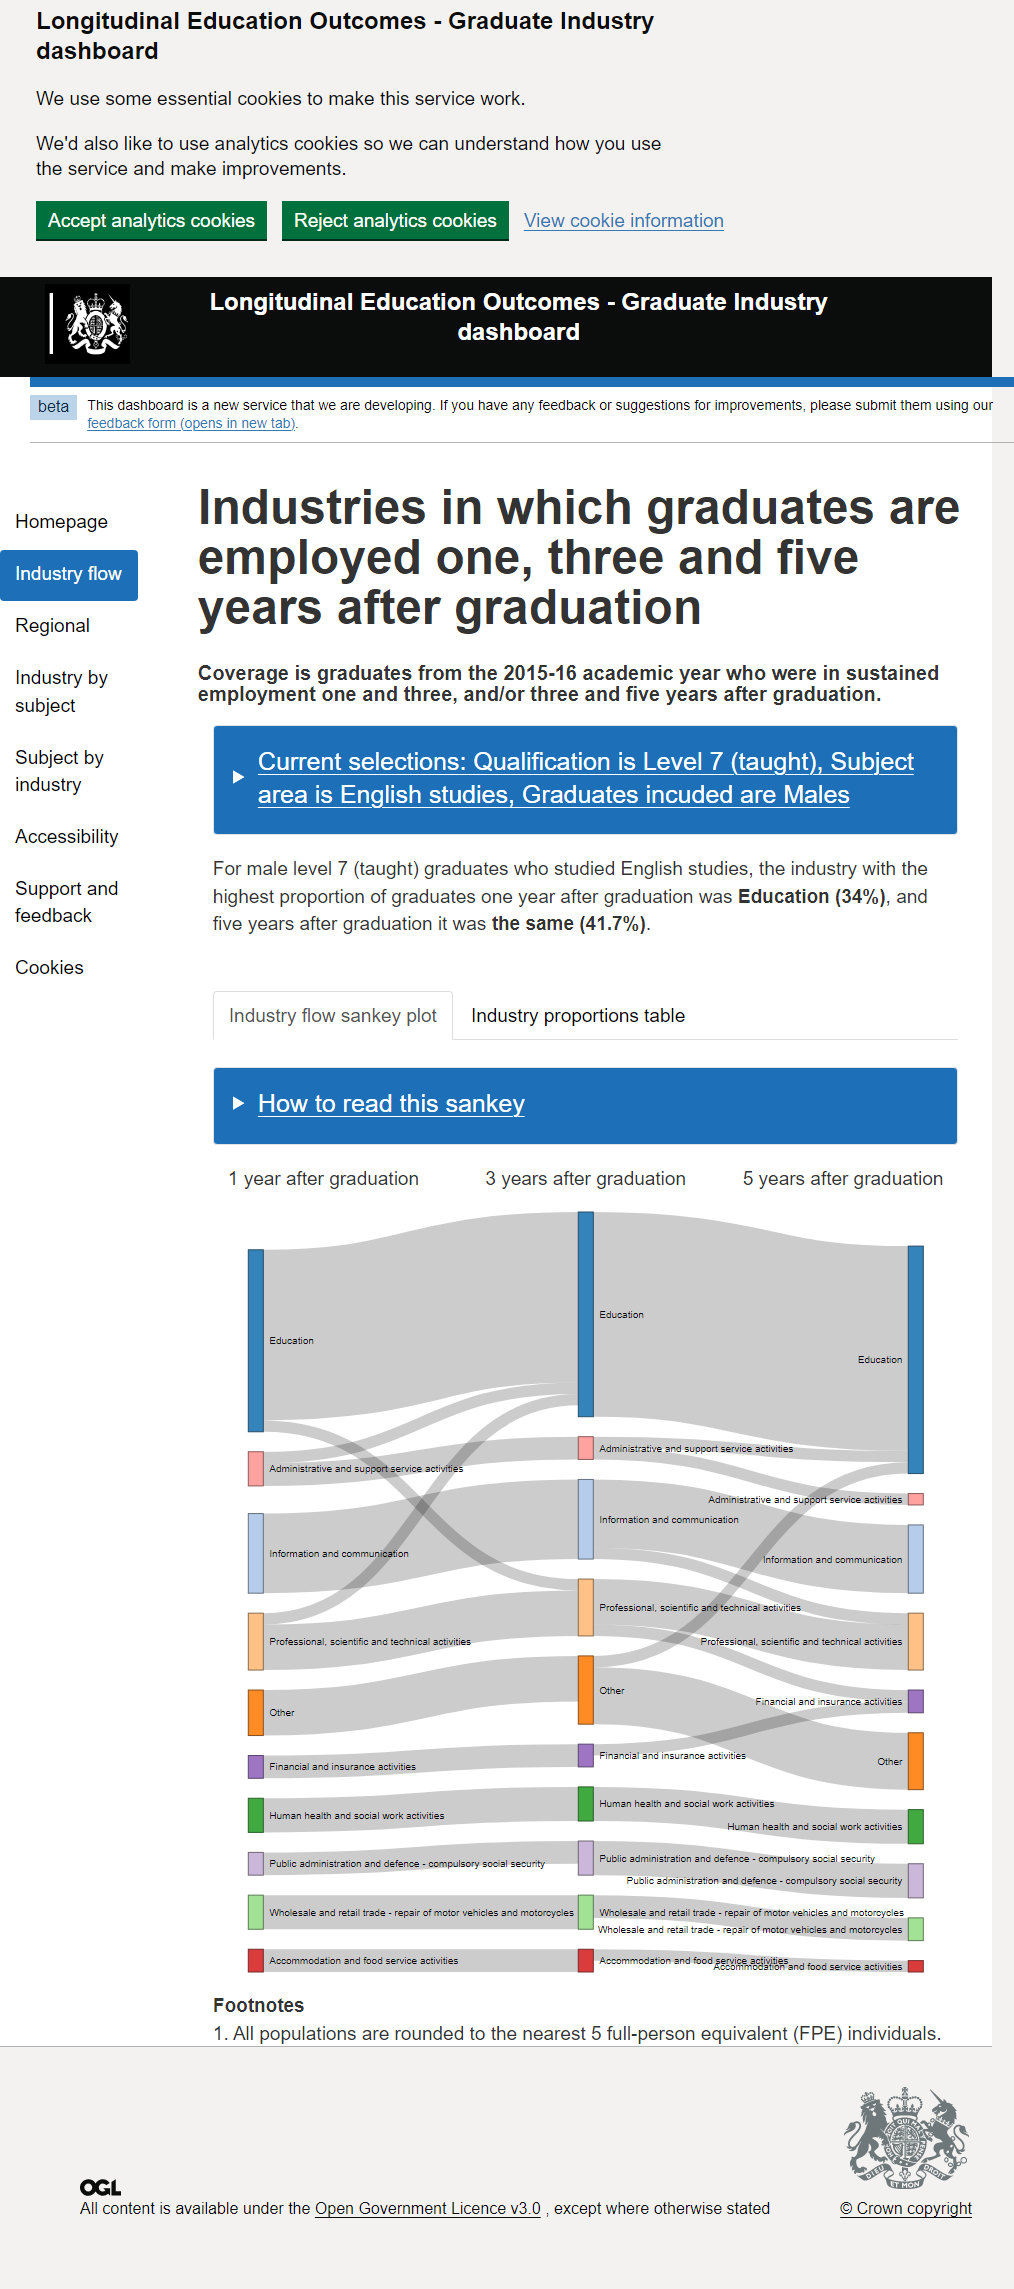 Longitudinal Education Outcomes - Graduate Industry
dashboard
We use some essential cookies to make this service work.
We'd also like to use analytics cookies so we can understand how you use
the service and make improvements.
Accept analytics cookies
Reject analytics cookies
View cookie information
Longitudinal Education Outcomes - Graduate Industry
dashboard
beta
This dashboard is a new service that we are developing. If you have any feedback or suggestions for improvements, please submit them using our
feedback form (opens in new tab).
Homepage
Industry flow
Regional
Industry by
subject
Subject by
industry
Accessibility
Support and
feedback
Cookies
Industries in which graduates are
employed one, three and five
years after graduation
Coverage is graduates from the 2015-16 academic year who were in sustained
employment one and three, and/or three and five years after graduation.
Current selections: Qualification is Level 7 (taught), Subject
area is English studies, Graduates incuded are Males
For male level 7 (taught) graduates who studied English studies, the industry with the
highest proportion of graduates one year after graduation was Education (34%), and
five years after graduation it was the same (41.7%).
Industry flow sankey plot
Industry proportions table
How to read this sankey
1 year after graduation
3 years after graduation
5 years after graduation
Education
Administrative and support service activities
Information and communication
Professional, scientific and technical activities
Other
Financial and insurance activities
Human health and social work activities
Public administration and defence - compulsory social security
Wholesale and retail trade - repair of motor vehicles and motorcycles
Accommodation and food service activities
Education
Administrative and support service activities
Information and communication
Professional, scientific and technical activities
Other
Financial and insurance activities
Human health and social work activities
Public administration and defence - compulsory social security
Wholesale and retail trade - repair of motor vehicles and motorcycles
Accommodation and food service activities
Education
Administrative and support service activities
Information and communication
Professional, scientific and technical activities
Financial and insurance activities
Other
Human health and social work activities
Public administration and defence - compulsory social security
Wholesale and retail trade - repair of motor vehicles and motorcycles
Accommodation and food service activities
Footnotes
1. All populations are rounded to the nearest 5 full-person equivalent (FPE) individuals.
OGL
All content is available under the Open Government Licence v3.0 , except where otherwise stated
DIEU ET MON DROIT
© Crown copyright